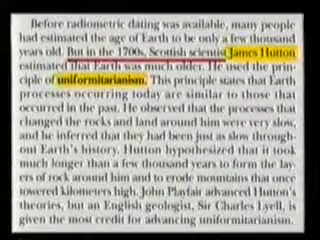 Before radiometric dating was available, many people
had estimated the age of Earth to be only a few thousand
years old. But in the 1700s, Scottish scientist James Hutton
estimated that Earth was much older. He used the prin-
ciple of uniformitarianism. This principle states that Earth
processes occurring today are similar to those that
occurred in the past. He observed that the processes that
changed the rocks and land around him were very slow,
and he inferred that they had been just as slow through-
out Earth's history. Hutton hypothesized that it took
much longer than a few thousand years to form the lay-
ers of rock around him and to erode mountains that once
towered kilometers high. John Playfair advanced Hutton's
theories, but an English geologist, Sir Charles Lyell, is
given the most credit for advancing uniformitarianism.